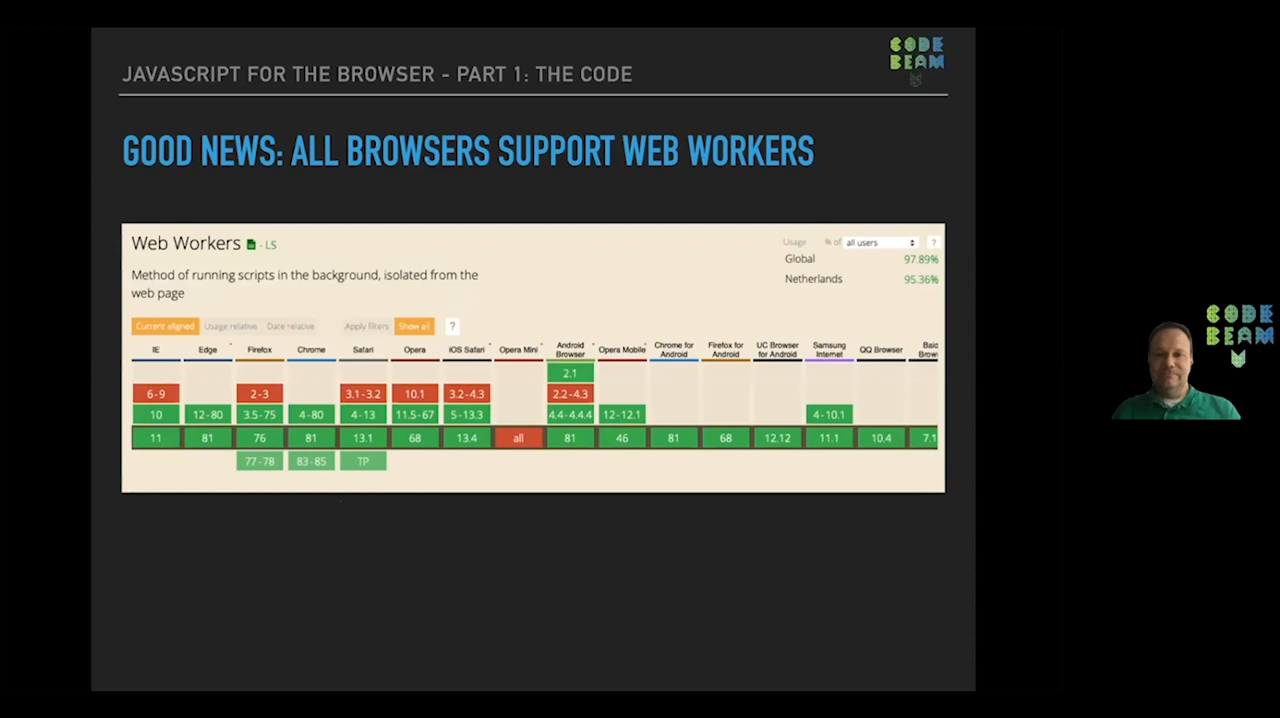 CODE
BEAM
JAVASCRIPT FOR THE BROWSER - PART 1: THE CODE
GOOD NEWS: ALL BROWSERS SUPPORT WEB WORKERS
Web Workers - LS
Usage % of all users ?
Global 97.89%
Netherlands 95.36%
Method of running scripts in the background, isolated from the
web page
Current aligned Usage relative Date relative Apply filters Show all ?
IE Edge Firefox Chrome Safari Opera iOS Safari Opera Mini Android Browser Opera Mobile Chrome for Android Firefox for Android UC Browser for Android Samsung Internet QQ Browser
2.1
6-9 2-3 3.1-3.2 10.1 3.2-4.3 2.2-4.3
10 12-80 3.5-75 4-80 4-13 11.5-67 5-13.3 4.4-4.4.4 12-12.1 4-10.1
11 81 76 81 13.1 68 13.4 all 81 46 81 68 12.12 11.1 10.4 7.1
77-78 83-85 TP
CODE
BEAM